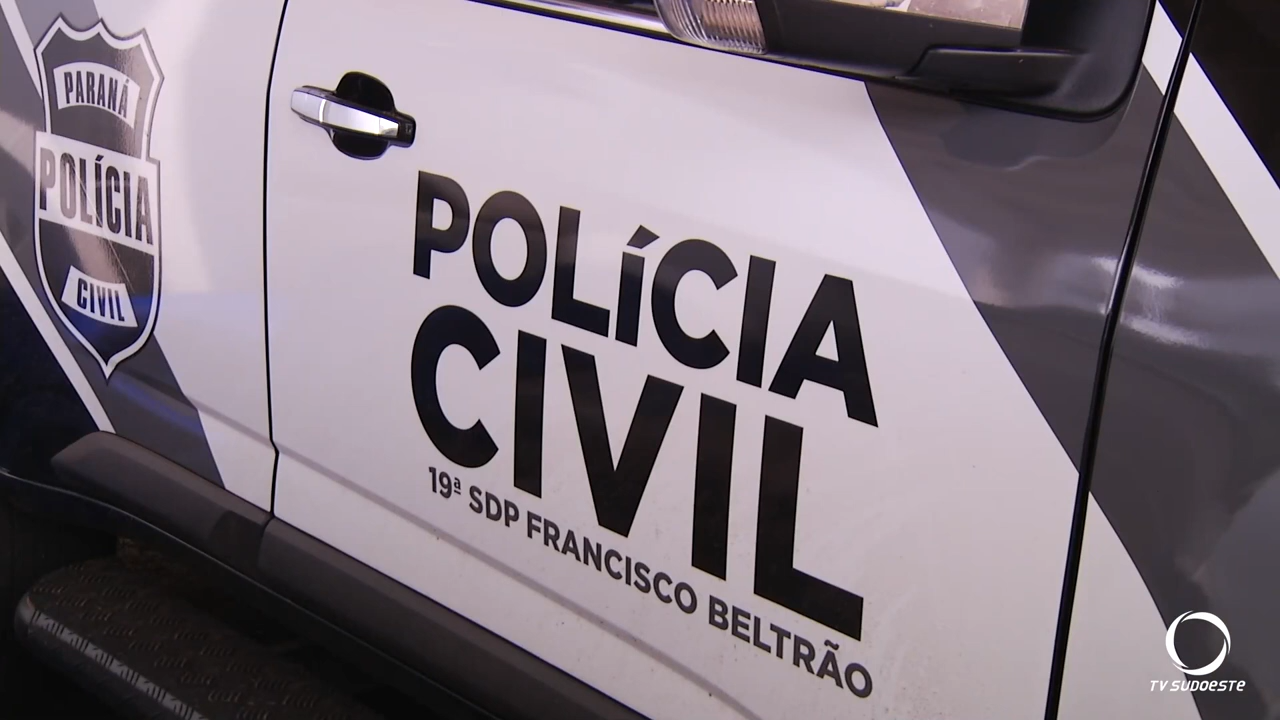 PARANÁ
POLÍCIA
CIVIL
POLÍCIA
CIVIL
19ª SDP FRANCISCO BELTRÃO
TV SUDOESTE